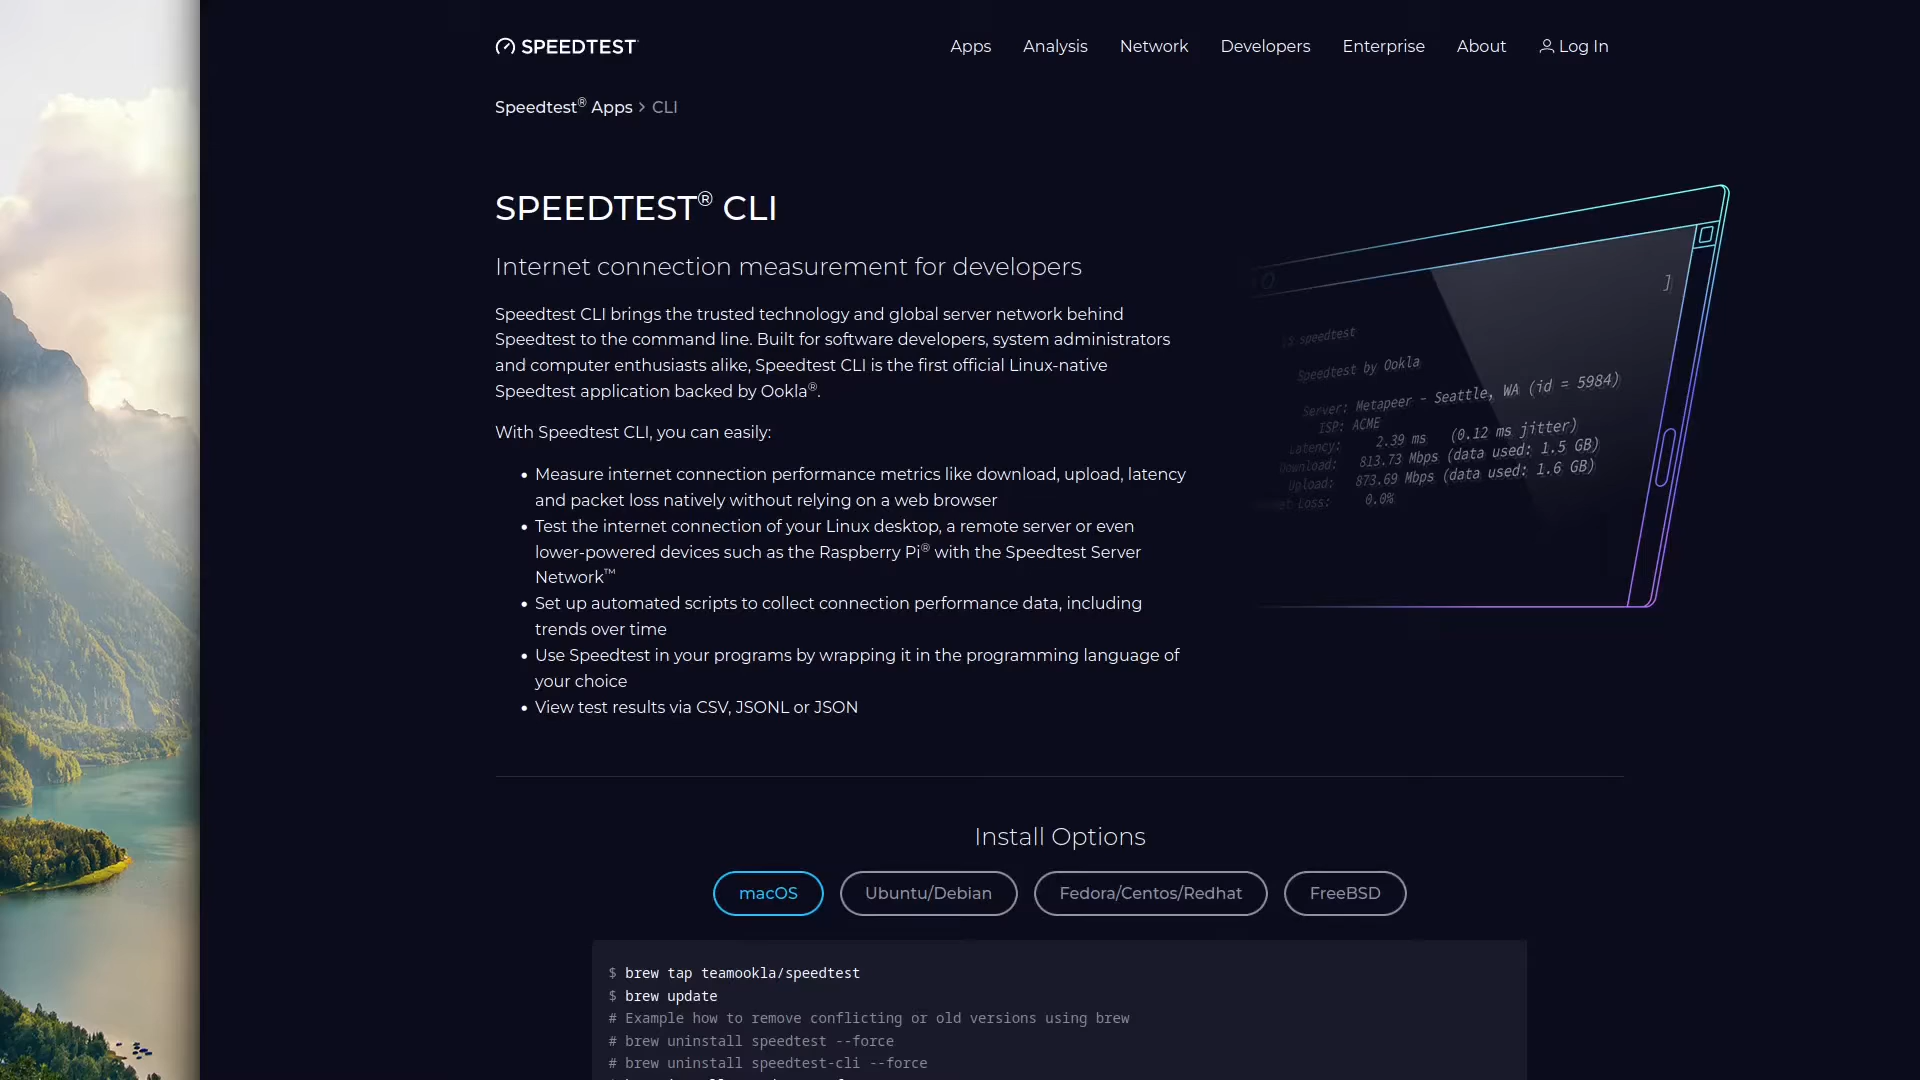 SPEEDTEST
Apps Analysis Network Developers Enterprise About Log In
Speedtest® Apps > CLI
SPEEDTEST® CLI
Internet connection measurement for developers
Speedtest CLI brings the trusted technology and global server network behind
Speedtest to the command line. Built for software developers, system administrators
and computer enthusiasts alike, Speedtest CLI is the first official Linux-native
Speedtest application backed by Ookla®.
With Speedtest CLI, you can easily:
• Measure internet connection performance metrics like download, upload, latency
and packet loss natively without relying on a web browser
• Test the internet connection of your Linux desktop, a remote server or even
lower-powered devices such as the Raspberry Pi® with the Speedtest Server
Network™
• Set up automated scripts to collect connection performance data, including
trends over time
• Use Speedtest in your programs by wrapping it in the programming language of
your choice
• View test results via CSV, JSONL or JSON
]
$ speedtest
Speedtest by Ookla
Server: Metapeer - Seattle, WA (id = 5984)
ISP: ACME
Latency: 2.39 ms (0.12 ms jitter)
Download: 813.73 Mbps (data used: 1.5 GB)
Upload: 873.69 Mbps (data used: 1.6 GB)
Loss: 0.0%
Install Options
macOS Ubuntu/Debian Fedora/Centos/Redhat FreeBSD
$ brew tap teamookla/speedtest
$ brew update
# Example how to remove conflicting or old versions using brew
# brew uninstall speedtest --force
# brew uninstall speedtest-cli --force